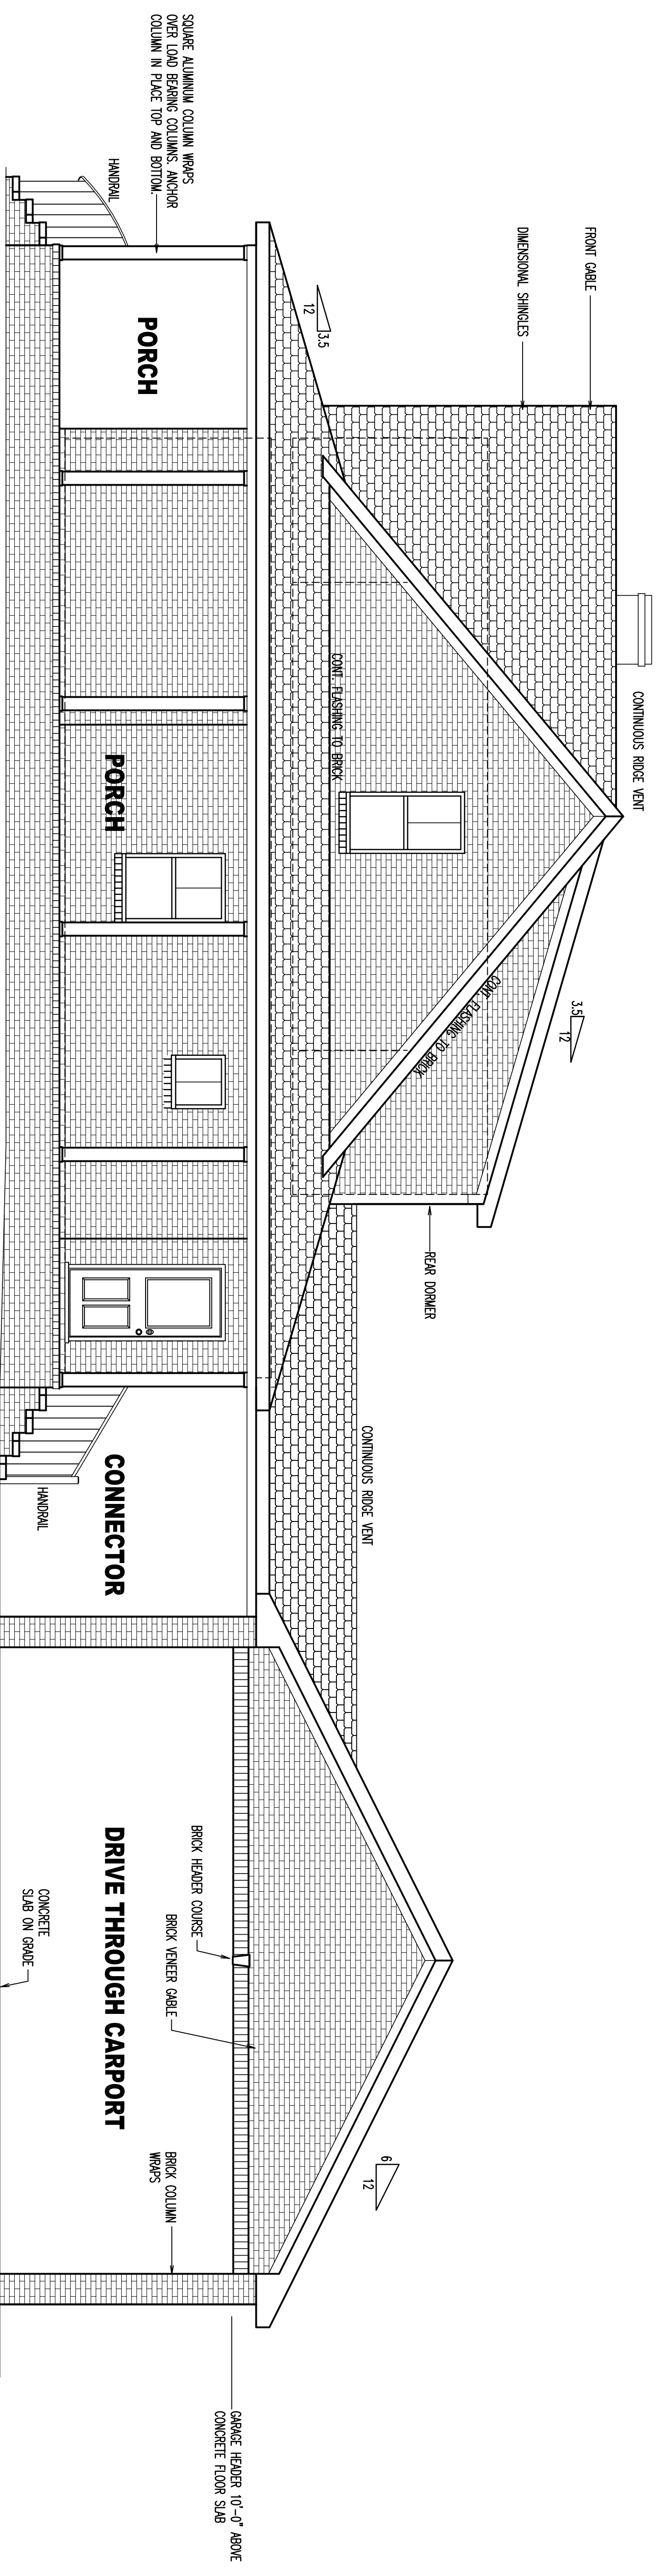 SQUARE ALUMINUM COLUMN WRAPS
OVER LOAD BEARING COLUMNS. ANCHOR
COLUMN IN PLACE TOP AND BOTTOM.
HANDRAIL
FRONT GABLE
DIMENSIONAL SHINGLES
3.5
12
PORCH
CONTINUOUS RIDGE VENT
CONT. FLASHING TO BRICK
PORCH
CONT. FLASHING TO BRICK
3.5
12
REAR DORMER
CONTINUOUS RIDGE VENT
CONNECTOR
HANDRAIL
BRICK HEADER COURSE
BRICK VENEER GABLE
DRIVE THROUGH CARPORT
CONCRETE
SLAB ON GRADE
6
12
BRICK COLUMN
WRAPS
GARAGE HEADER 10'-0" ABOVE
CONCRETE FLOOR SLAB